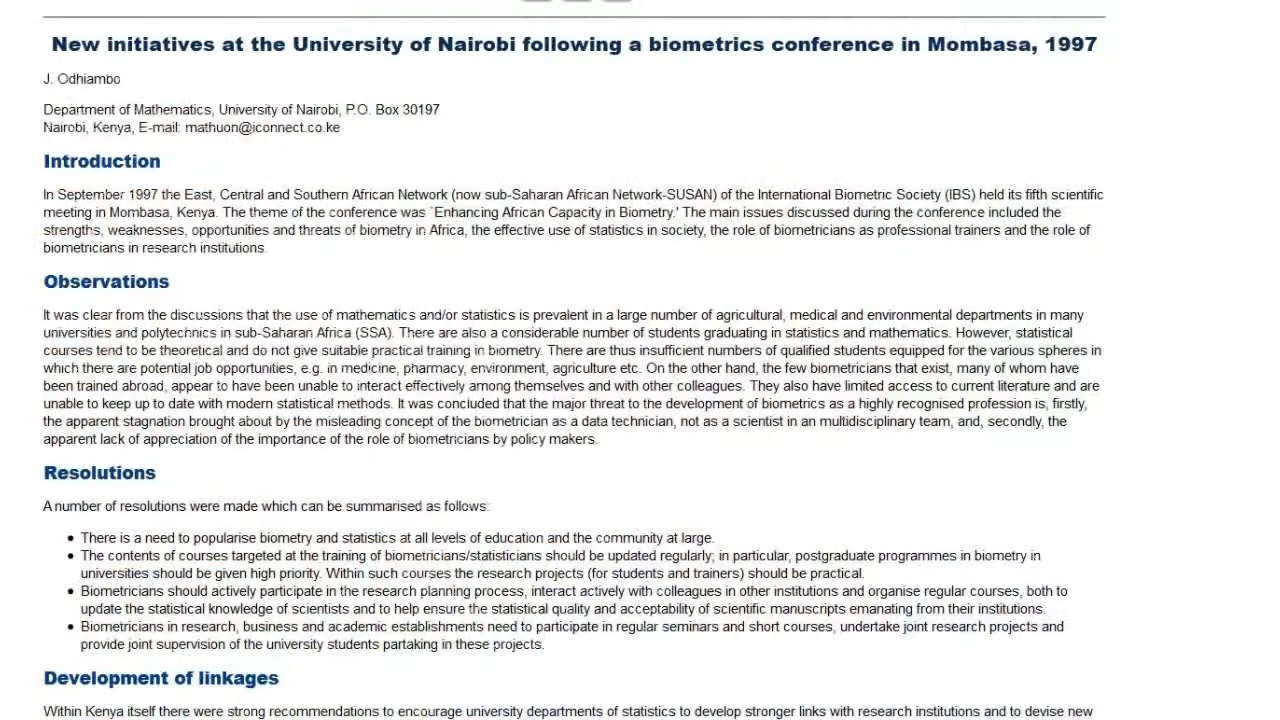 New initiatives at the University of Nairobi following a biometrics conference in Mombasa, 1997
J. Odhiambo
Department of Mathematics, University of Nairobi, P.O. Box 30197
Nairobi, Kenya, E-mail: mathuon@iconnect.co.ke
Introduction
In September 1997 the East, Central and Southern African Network (now sub-Saharan African Network-SUSAN) of the International Biometric Society (IBS) held its fifth scientific
meeting in Mombasa, Kenya. The theme of the conference was `Enhancing African Capacity in Biometry.' The main issues discussed during the conference included the
strengths, weaknesses, opportunities and threats of biometry in Africa, the effective use of statistics in society, the role of biometricians as professional trainers and the role of
biometricians in research institutions.
Observations
It was clear from the discussions that the use of mathematics and/or statistics is prevalent in a large number of agricultural, medical and environmental departments in many
universities and polytechnics in sub-Saharan Africa (SSA). There are also a considerable number of students graduating in statistics and mathematics. However, statistical
courses tend to be theoretical and do not give suitable practical training in biometry. There are thus insufficient numbers of qualified students equipped for the various spheres in
which there are potential job opportunities, e.g. in medicine, pharmacy, environment, agriculture etc. On the other hand, the few biometricians that exist, many of whom have
been trained abroad, appear to have been unable to interact effectively among themselves and with other colleagues. They also have limited access to current literature and are
unable to keep up to date with modern statistical methods. It was concluded that the major threat to the development of biometrics as a highly recognised profession is, firstly,
the apparent stagnation brought about by the misleading concept of the biometrician as a data technician, not as a scientist in an multidisciplinary team, and, secondly, the
apparent lack of appreciation of the importance of the role of biometricians by policy makers.
Resolutions
A number of resolutions were made which can be summarised as follows:
• There is a need to popularise biometry and statistics at all levels of education and the community at large.
• The contents of courses targeted at the training of biometricians/statisticians should be updated regularly; in particular, postgraduate programmes in biometry in
universities should be given high priority. Within such courses the research projects (for students and trainers) should be practical.
• Biometricians should actively participate in the research planning process, interact actively with colleagues in other institutions and organise regular courses, both to
update the statistical knowledge of scientists and to help ensure the statistical quality and acceptability of scientific manuscripts emanating from their institutions.
• Biometricians in research, business and academic establishments need to participate in regular seminars and short courses, undertake joint research projects and
provide joint supervision of the university students partaking in these projects.
Development of linkages
Within Kenya itself there were strong recommendations to encourage university departments of statistics to develop stronger links with research institutions and to devise new